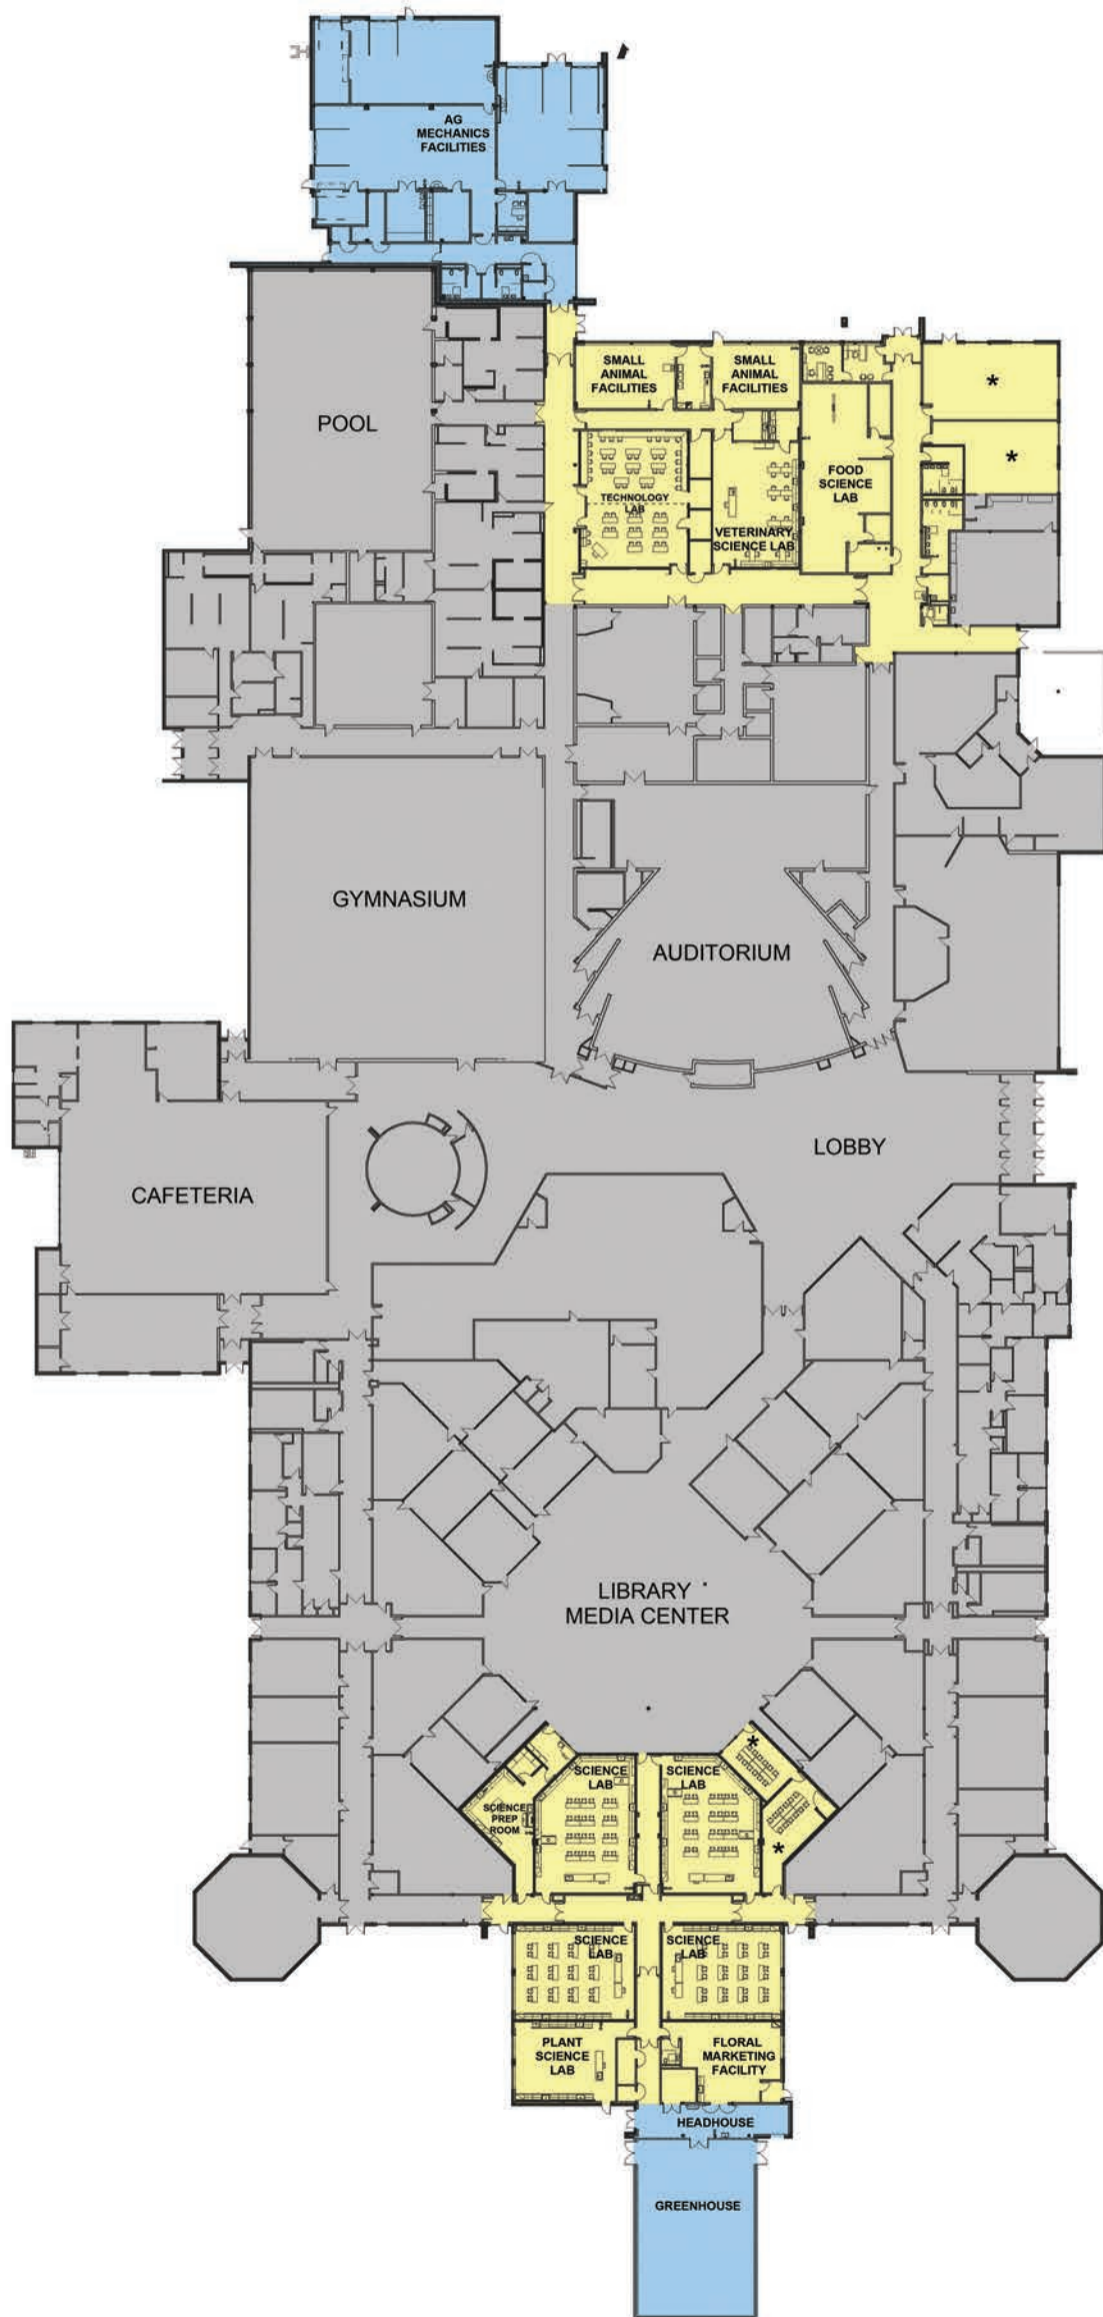 AG
MECHANICS
FACILITIES
SMALL
ANIMAL
FACILITIES
SMALL
ANIMAL
FACILITIES
*
POOL
*
FOOD
SCIENCE
LAB
TECHNOLOGY
LAB
VETERINARY
SCIENCE LAB
GYMNASIUM
AUDITORIUM
LOBBY
CAFETERIA
LIBRARY
MEDIA CENTER
*
SCIENCE
LAB
SCIENCE
LAB
SCIENCE
PREP
ROOM
*
SCIENCE
LAB
SCIENCE
LAB
PLANT
SCIENCE
LAB
FLORAL
MARKETING
FACILITY
HEADHOUSE
GREENHOUSE